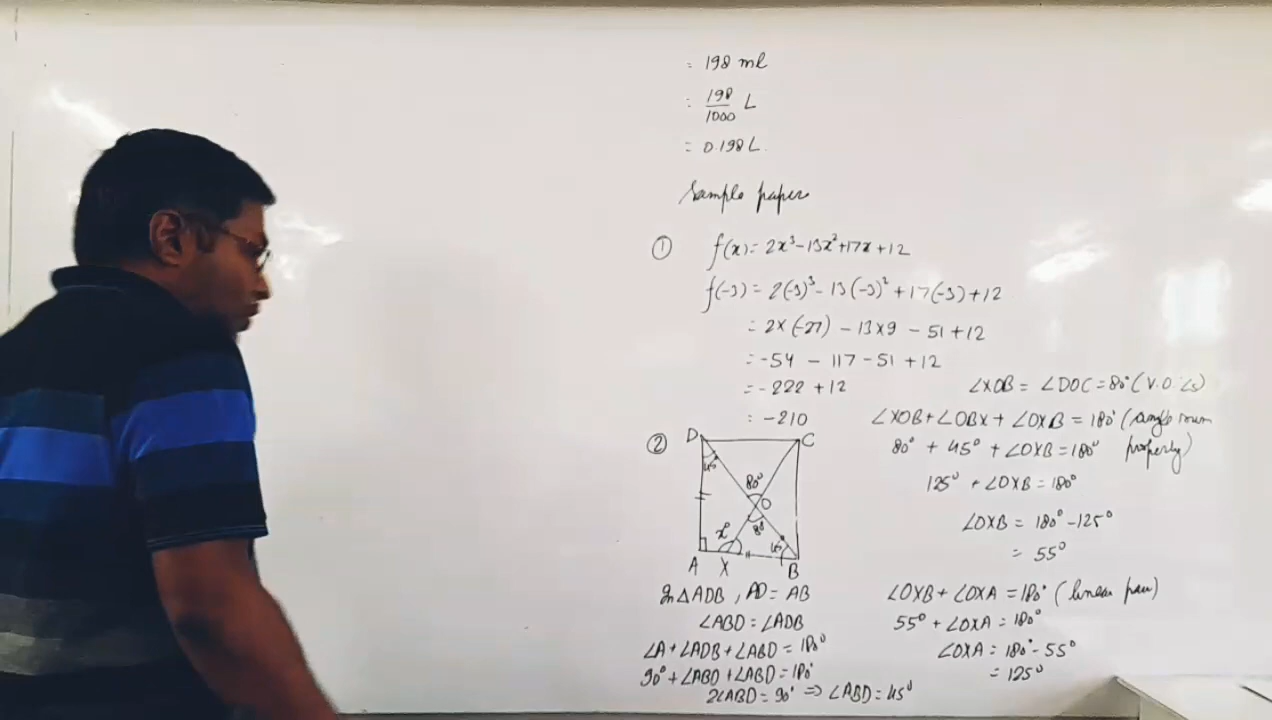 = 198 ml
= 198/1000 L
= 0.198 L.
Sample paper
① f(x) = 2x³ - 13x² + 17x + 12
f(-3) = 2(-3)³ - 13(-3)² + 17(-3) + 12
= 2 × (-27) - 13 × 9 - 51 + 12
= -54 - 117 - 51 + 12
= -222 + 12
= -210
②
D C
45°
80°
O
80°
x 45°
A X B
In △ADB, AD = AB
∠ABD = ∠ADB
∠A + ∠ADB + ∠ABD = 180°
90° + ∠ABD + ∠ABD = 180°
2∠ABD = 90° ⇒ ∠ABD = 45°
∠XOB = ∠DOC = 80° (V.O.∠s)
∠XOB + ∠OBX + ∠OXB = 180° (angle sum
80° + 45° + ∠OXB = 180° property)
125° + ∠OXB = 180°
∠OXB = 180° - 125°
= 55°
∠OXB + ∠OXA = 180° (linear pair)
55° + ∠OXA = 180°
∠OXA = 180° - 55°
= 125°